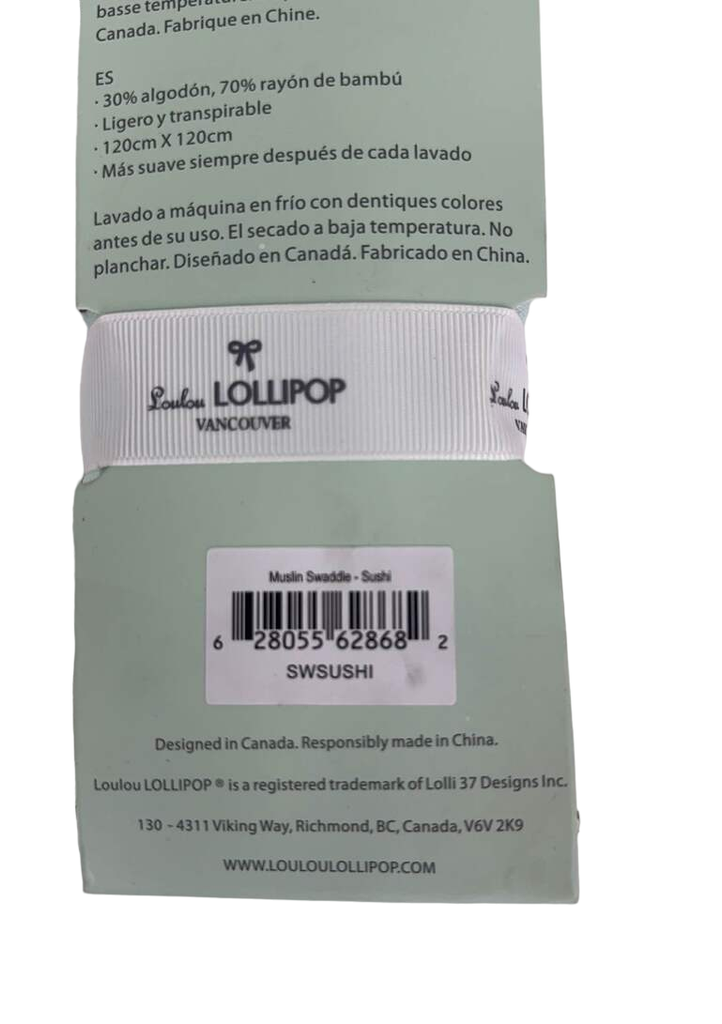 basse
Canada. Fabrique en Chine.
ES
· 30% algodón, 70% rayón de bambú
· Ligero y transpirable
· 120cm X 120cm
· Más suave siempre después de cada lavado
Lavado a máquina en frío con dentiques colores
antes de su uso. El secado a baja temperatura. No
planchar. Diseñado en Canadá. Fabricado en China.
Loulou LOLLIPOP
VANCOUVER
Loulou
Muslin Swaddle - Sushi
6 28055 62868 2
SWSUSHI
Designed in Canada. Responsibly made in China.
Loulou LOLLIPOP ® is a registered trademark of Lolli 37 Designs Inc.
130 - 4311 Viking Way, Richmond, BC, Canada, V6V 2K9
WWW.LOULOULOLLIPOP.COM